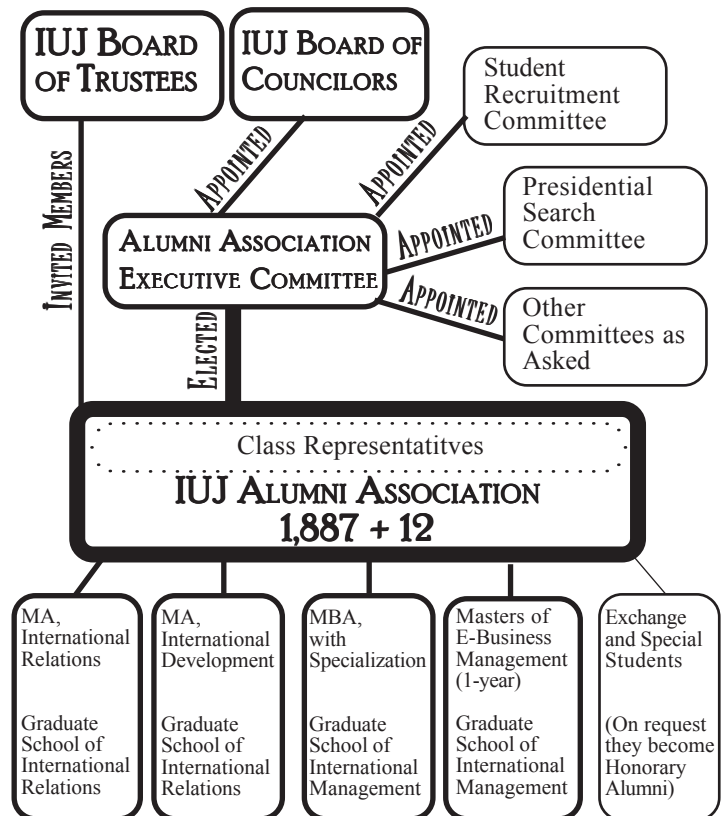 IUJ BOARD
OF TRUSTEES
IUJ BOARD OF
COUNCILORS
Student
Recruitment
Committee
APPOINTED
APPOINTED
INVITED MEMBERS
Presidential
Search
Committee
APPOINTED
ALUMNI ASSOCIATION
EXECUTIVE COMMITTEE
APPOINTED
Other
Committees as
Asked
ELECTED
Class Representatitves
IUJ ALUMNI ASSOCIATION
1,887 + 12
MA,
International
Relations
Graduate
School of
International
Relations
MA,
International
Development
Graduate
School of
International
Relations
MBA,
with
Specialization
Graduate
School of
International
Management
Masters of
E-Business
Management
(1-year)
Graduate
School of
International
Management
Exchange
and Special
Students
(On request
they become
Honorary
Alumni)